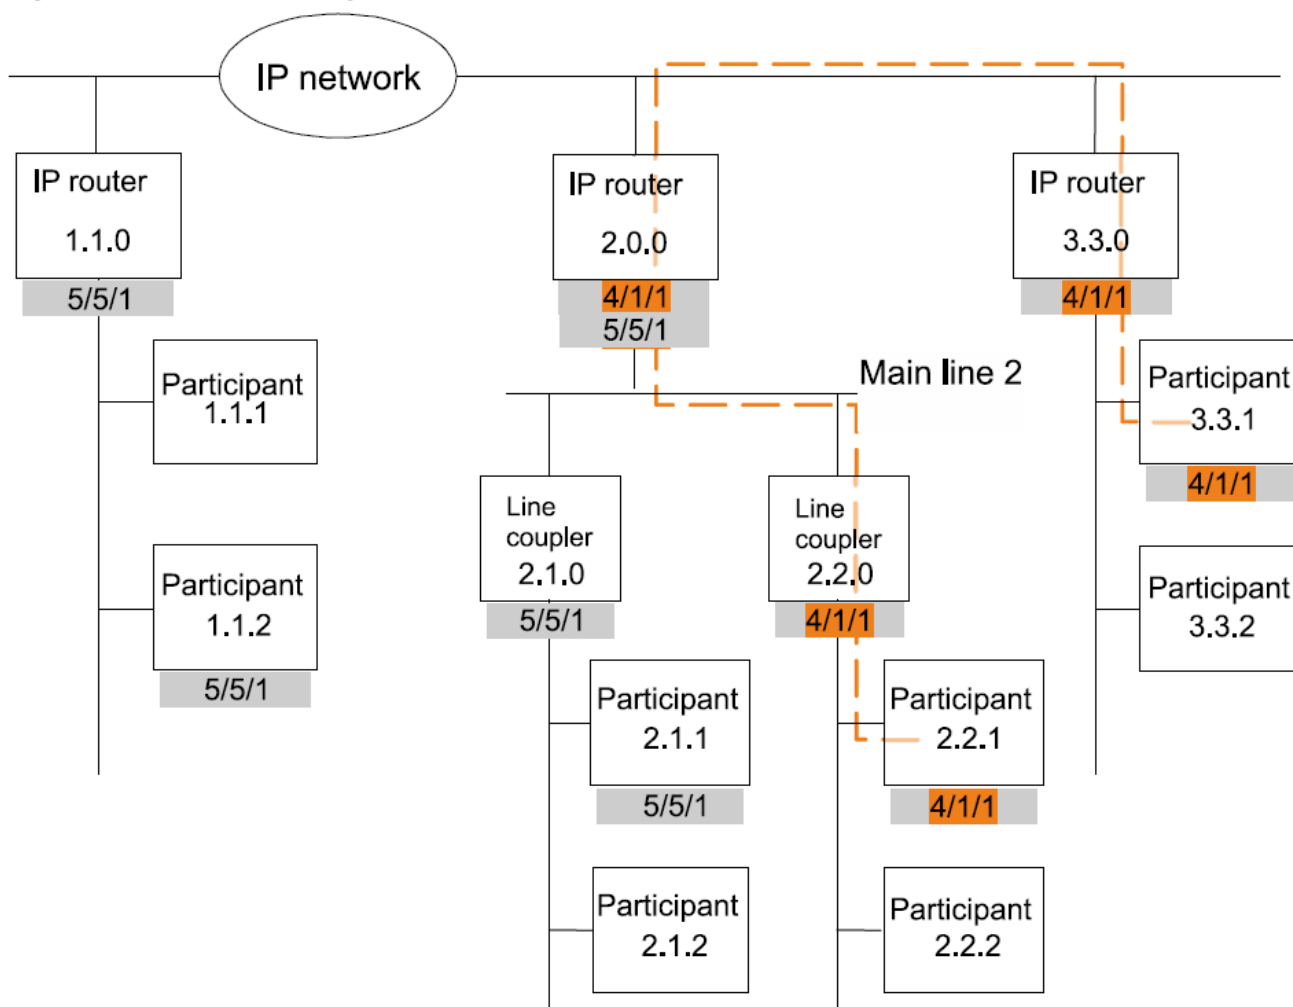 IP network
IP router
1.1.0
5/5/1
Participant
1.1.1
Participant
1.1.2
5/5/1
IP router
2.0.0
4/1/1
5/5/1
Main line 2
Line
coupler
2.1.0
5/5/1
Participant
2.1.1
5/5/1
Participant
2.1.2
Line
coupler
2.2.0
4/1/1
Participant
2.2.1
4/1/1
Participant
2.2.2
IP router
3.3.0
4/1/1
Participant
3.3.1
4/1/1
Participant
3.3.2